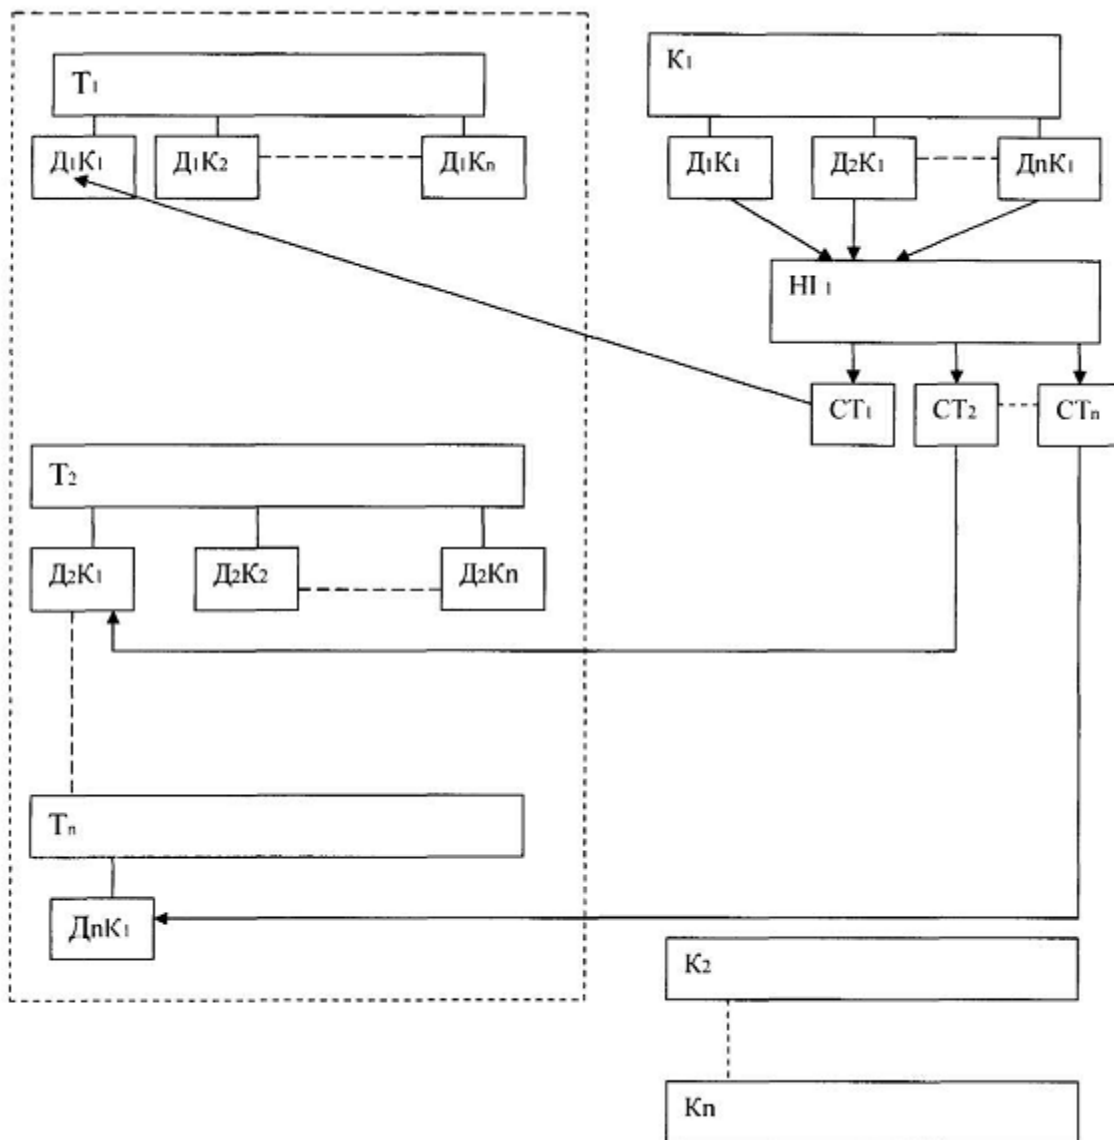 T₁
Д₁К₁ Д₁К₂ Д₁Кₙ
К₁
Д₁К₁ Д₂К₁ ДₙК₁
НІ ₁
СТ₁ СТ₂ СТₙ
Т₂
Д₂К₁ Д₂К₂ Д₂Кn
Тₙ
ДₙК₁
К₂
Кn